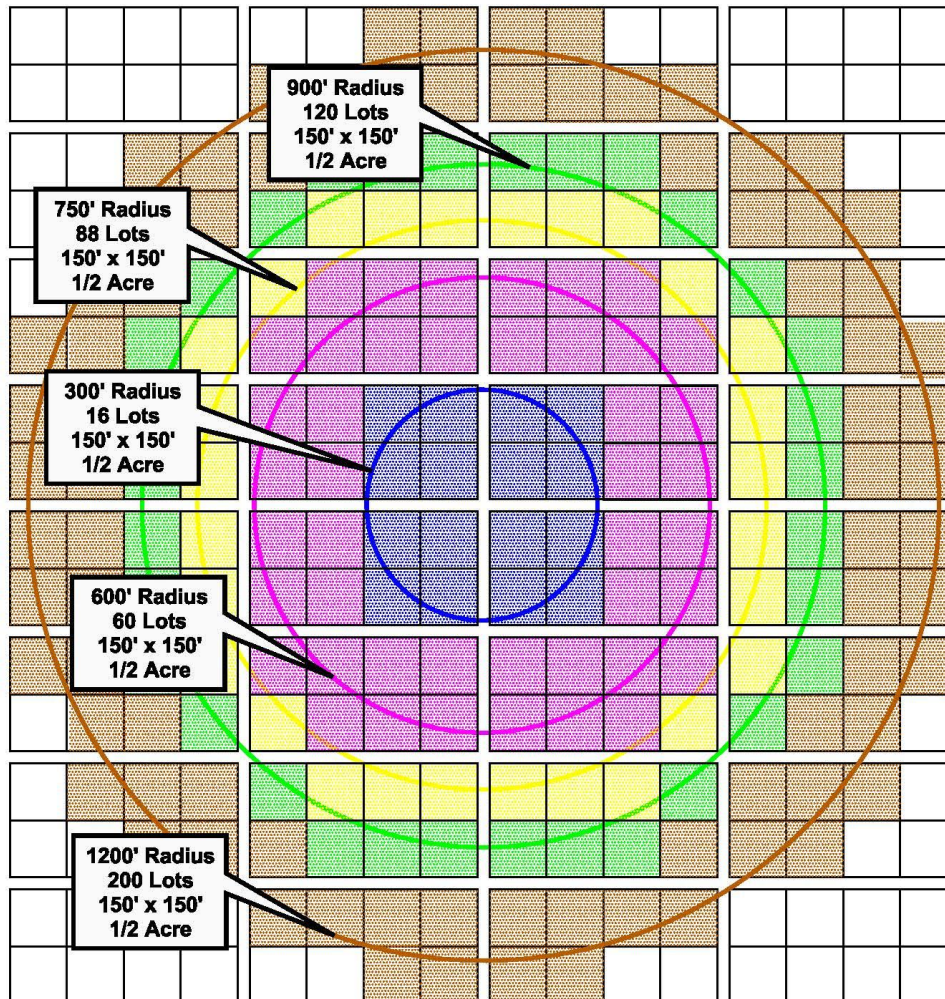 900' Radius
120 Lots
150' x 150'
1/2 Acre
750' Radius
88 Lots
150' x 150'
1/2 Acre
300' Radius
16 Lots
150' x 150'
1/2 Acre
600' Radius
60 Lots
150' x 150'
1/2 Acre
1200' Radius
200 Lots
150' x 150'
1/2 Acre